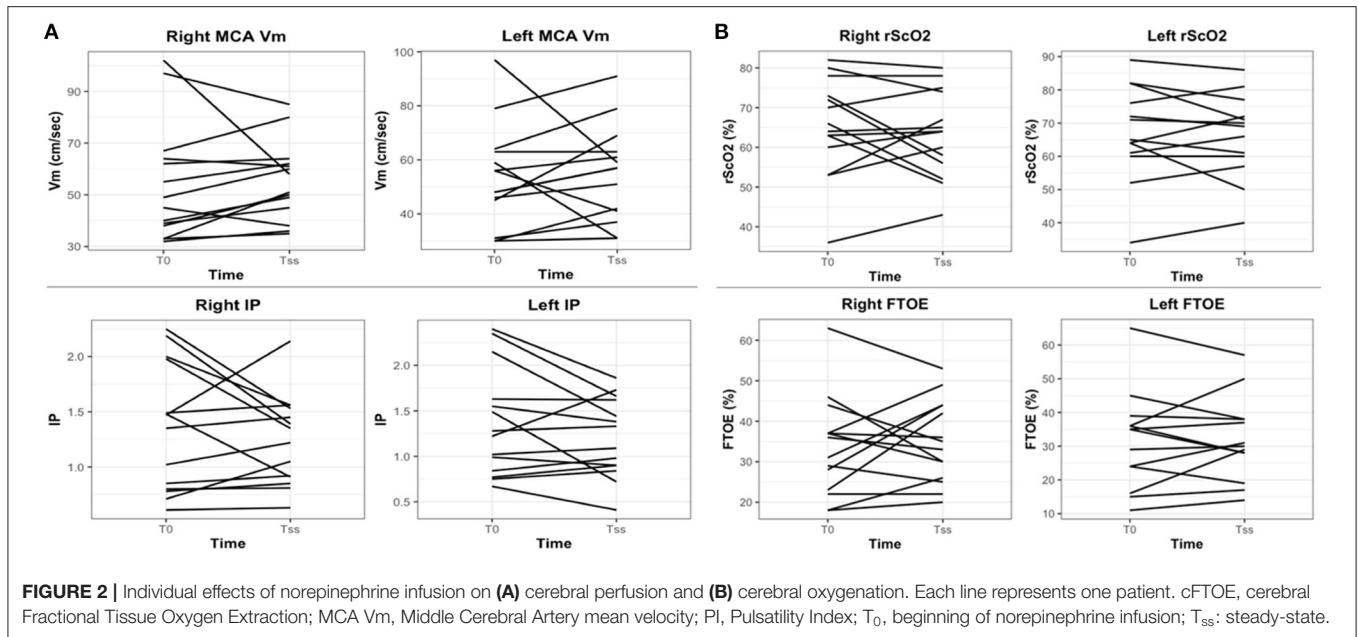 A
Right MCA Vm
90
70
50
30
Vm (cm/sec)
T0
Tss
Time
Left MCA Vm
100
80
60
40
Vm (cm/sec)
T0
Tss
Time
Right IP
2.0
1.5
1.0
IP
T0
Tss
Time
Left IP
2.0
1.5
1.0
0.5
IP
T0
Tss
Time
B
Right rScO2
80
70
60
50
40
rScO2 (%)
T0
Tss
Time
Left rScO2
90
80
70
60
50
40
rScO2 (%)
T0
Tss
Time
Right FTOE
60
50
40
30
20
FTOE (%)
T0
Tss
Time
Left FTOE
60
50
40
30
20
10
FTOE (%)
T0
Tss
Time
FIGURE 2 | Individual effects of norepinephrine infusion on (A) cerebral perfusion and (B) cerebral oxygenation. Each line represents one patient. cFTOE, cerebral
Fractional Tissue Oxygen Extraction; MCA Vm, Middle Cerebral Artery mean velocity; PI, Pulsatility Index; T0, beginning of norepinephrine infusion; Tss: steady-state.